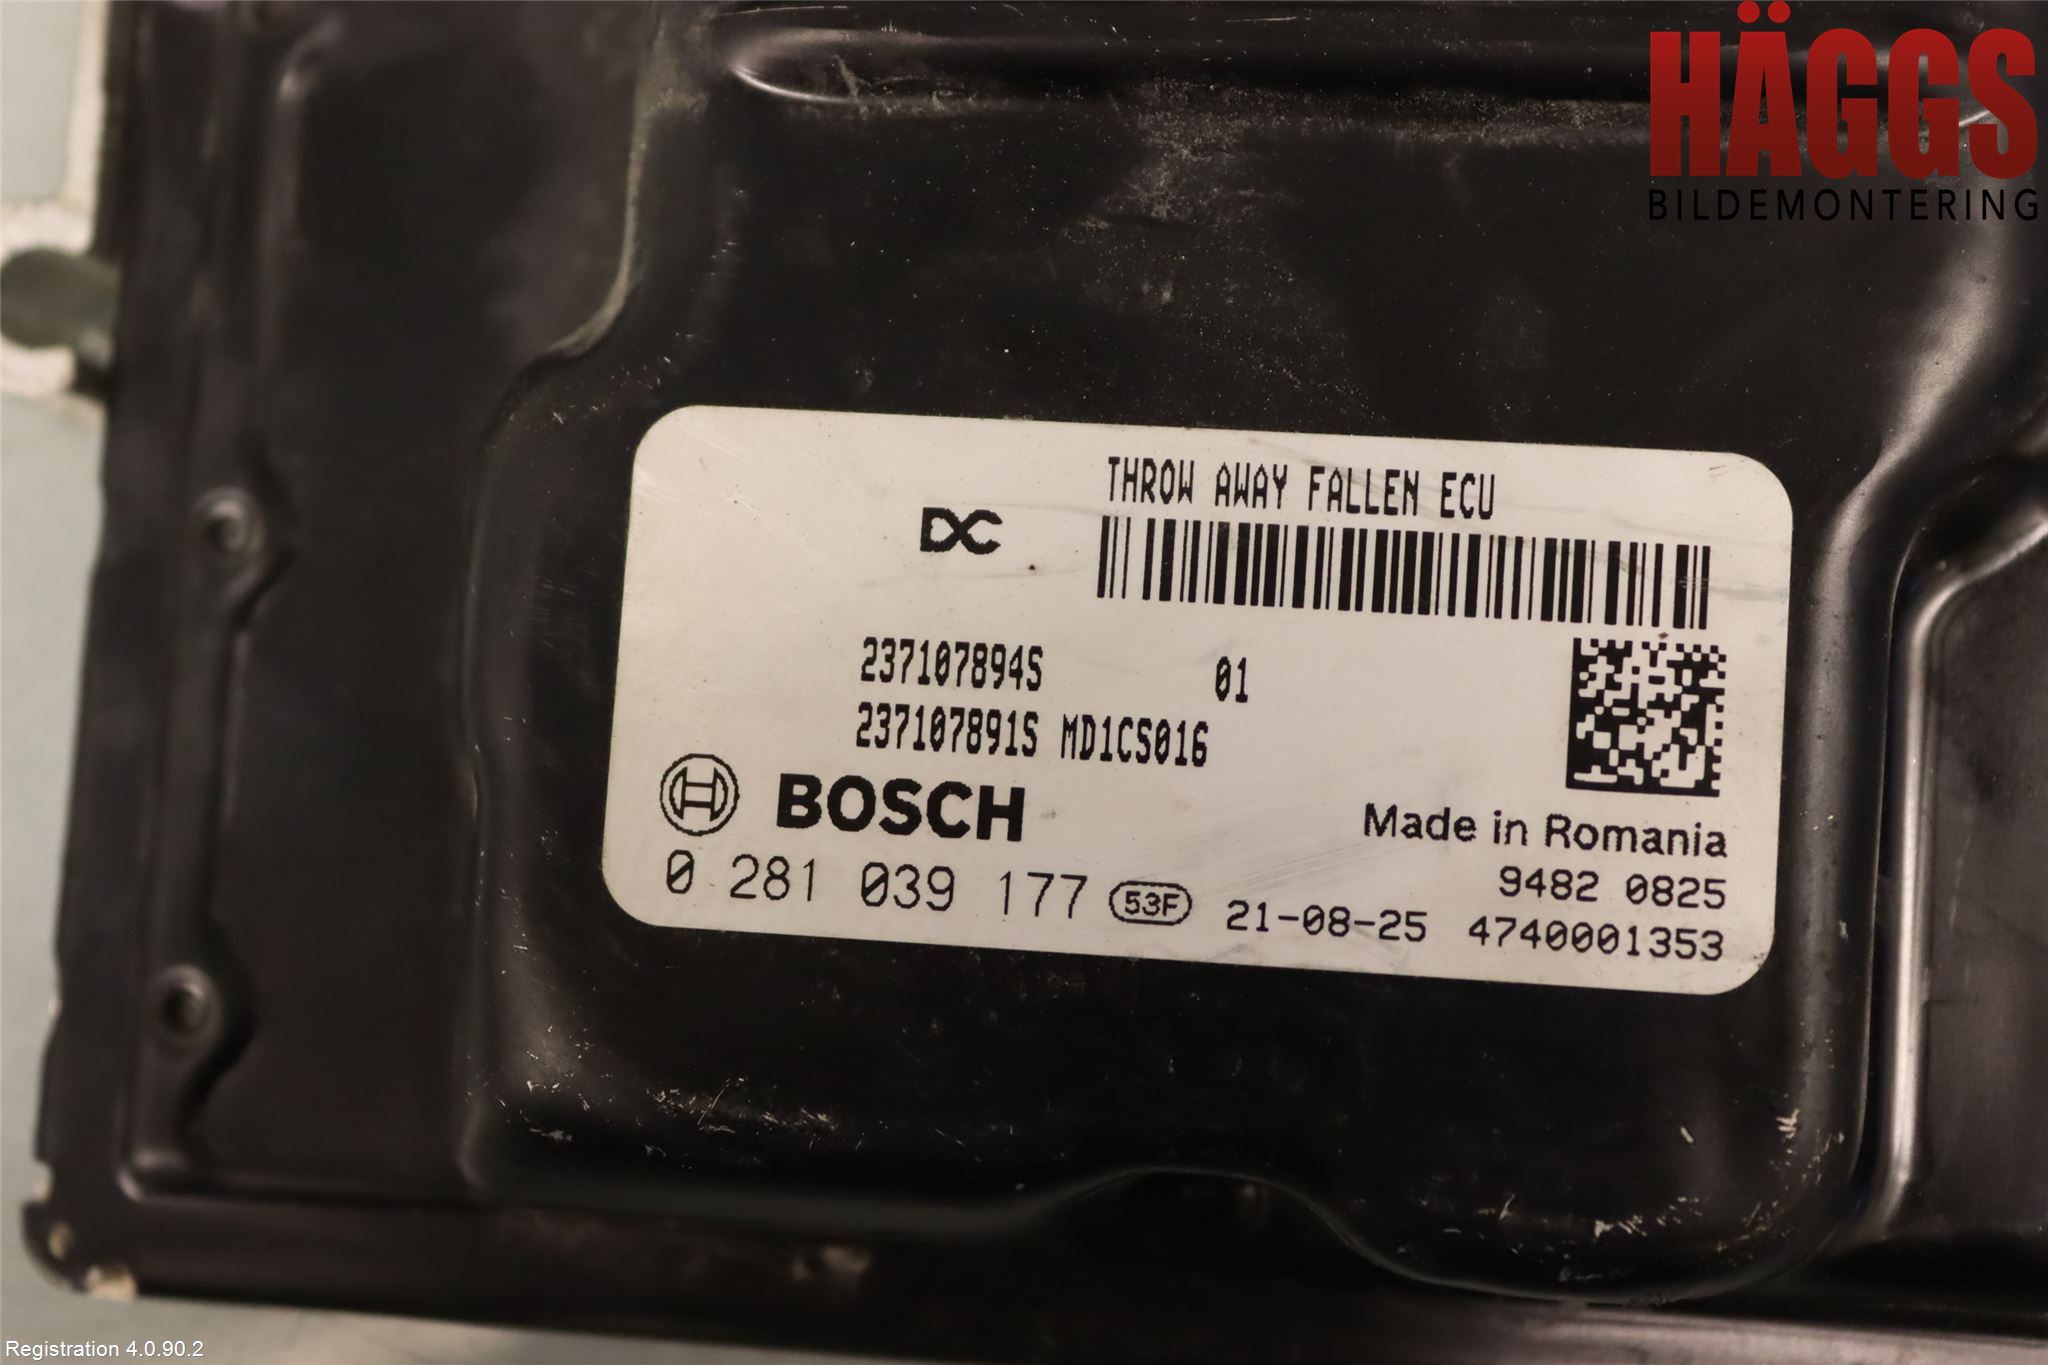 HÄGGS
BILDEMONTERING
THROW AWAY FALLEN ECU
DC
237107894S 01
237107891S MD1CS016
BOSCH
Made in Romania
9482 0825
0 281 039 177 53F 21-08-25 4740001353
Registration 4.0.90.2